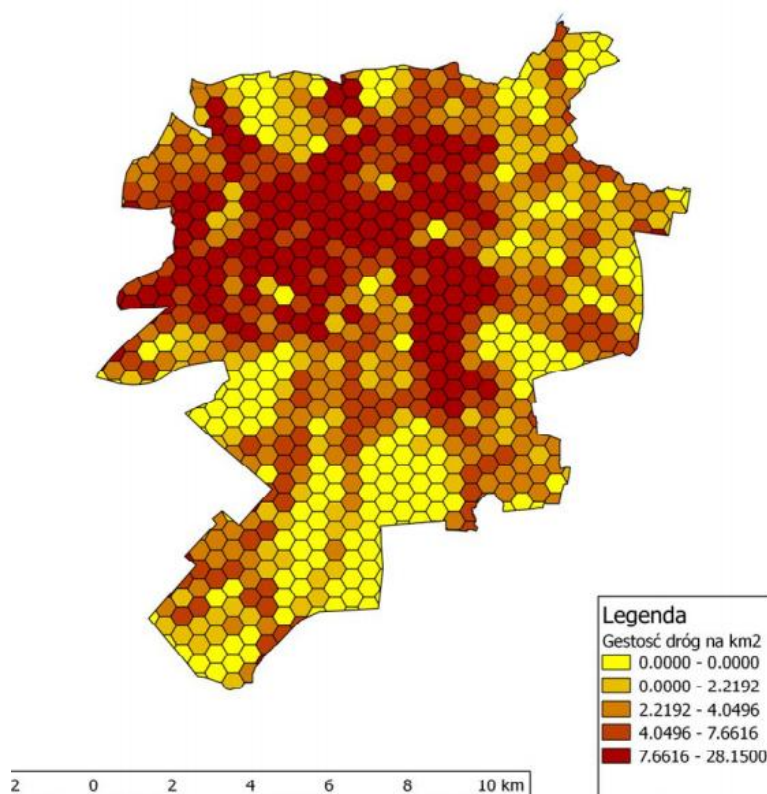 Legenda
Gestosć dróg na km2
0.0000 - 0.0000
0.0000 - 2.2192
2.2192 - 4.0496
4.0496 - 7.6616
7.6616 - 28.1500
2 0 2 4 6 8 10 km